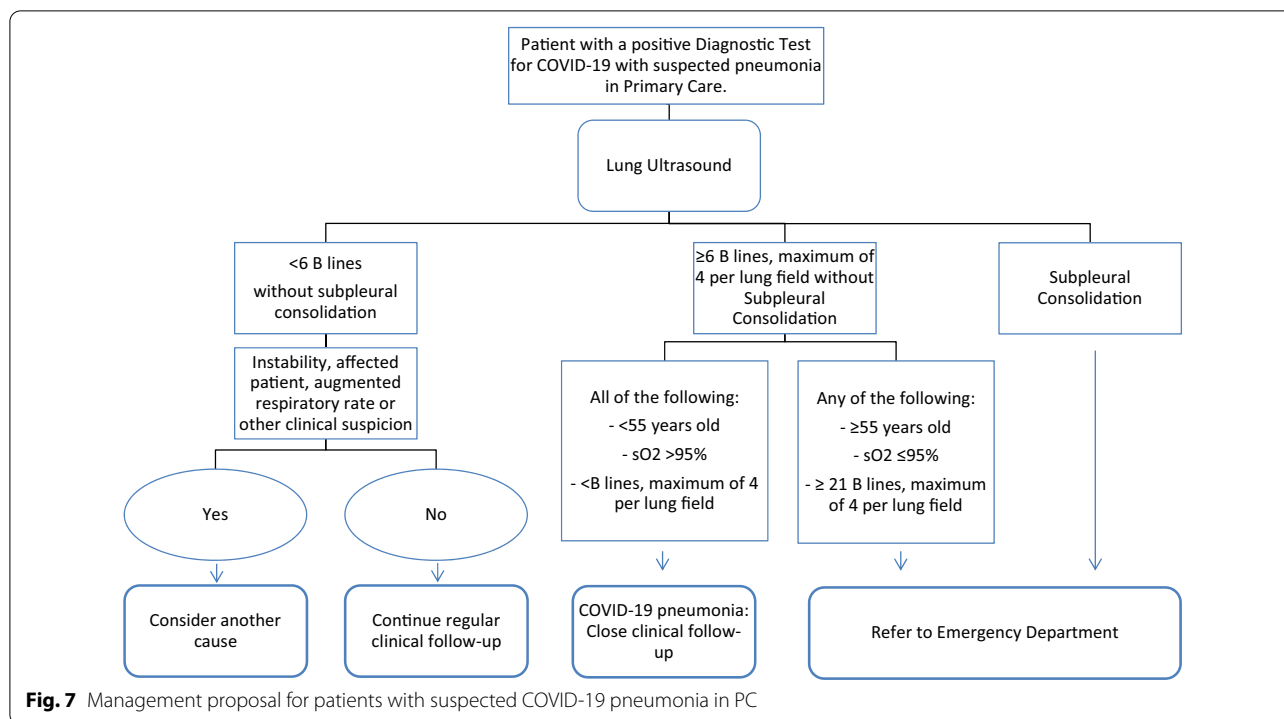 Patient with a positive Diagnostic Test
for COVID-19 with suspected pneumonia
in Primary Care.
Lung Ultrasound
<6 B lines
without subpleural
consolidation
≥6 B lines, maximum of
4 per lung field without
Subpleural
Consolidation
Subpleural
Consolidation
Instability, affected
patient, augmented
respiratory rate or
other clinical suspicion
All of the following:
- <55 years old
- sO2 >95%
- <B lines, maximum of 4
per lung field
Any of the following:
- ≥55 years old
- sO2 ≤95%
- ≥ 21 B lines, maximum
of 4 per lung field
Yes
No
Consider another
cause
Continue regular
clinical follow-up
COVID-19 pneumonia:
Close clinical follow-
up
Refer to Emergency Department
Fig. 7 Management proposal for patients with suspected COVID-19 pneumonia in PC